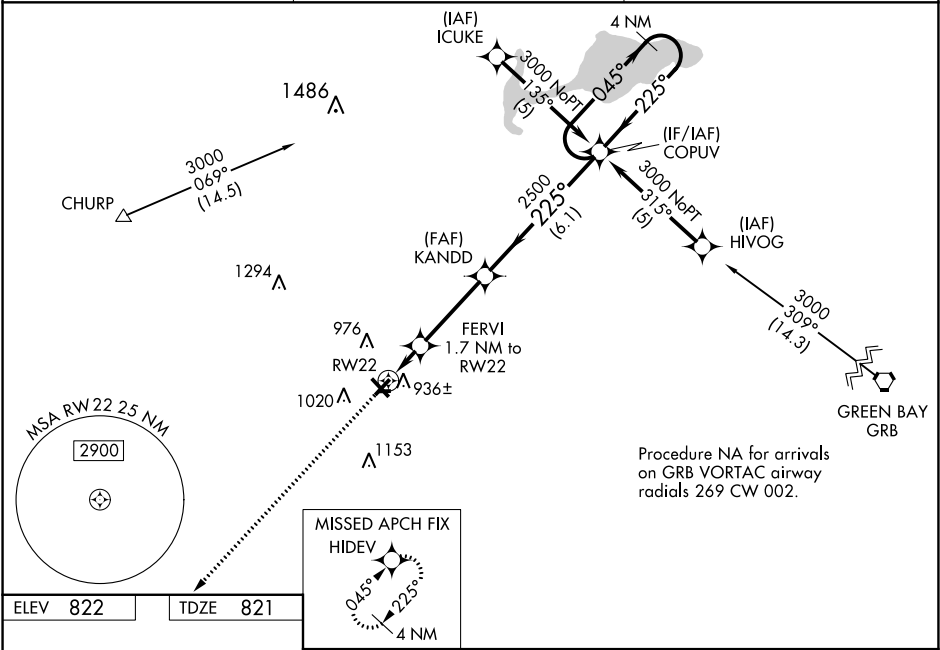 (IAF)
ICUKE
4 NM
3000 NoPT
135°
(5)
045°
225°
1486
(IF/IAF)
COPUV
3000
069°
(14.5)
CHURP
2500
225°
(6.1)
3000 NoPT
315°
(5)
(IAF)
HIVOG
(FAF)
KANDD
1294
3000
309°
(14.3)
976
FERVI
1.7 NM to
RW22
RW22
936±
1020
GREEN BAY
GRB
MSA RW22 25 NM
2900
1153
Procedure NA for arrivals
on GRB VORTAC airway
radials 269 CW 002.
MISSED APCH FIX
HIDEV
045°
225°
4 NM
ELEV 822
TDZE 821